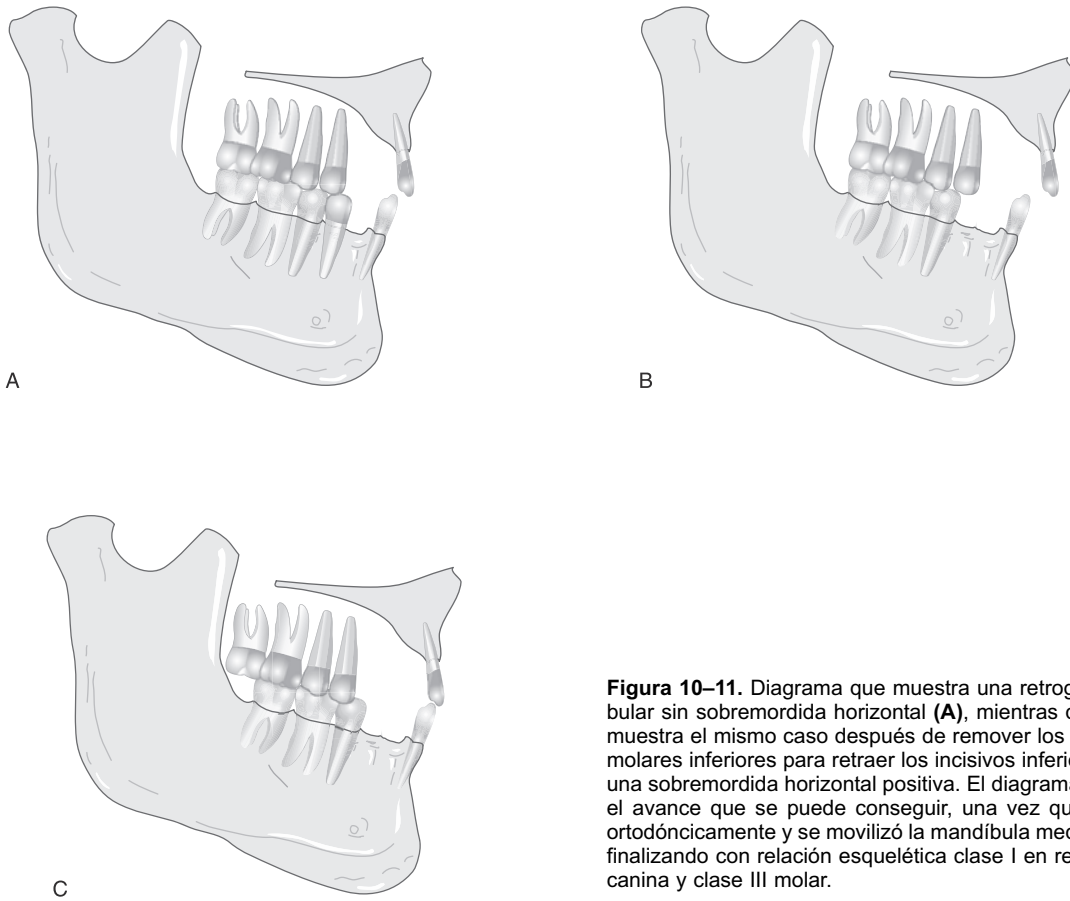 A
B
C
Figura 10–11. Diagrama que muestra una
bular sin sobremordida horizontal (A), mientras
muestra el mismo caso después de remover los
molares inferiores para retraer los incisivos
una sobremordida horizontal positiva. El diagrama
el avance que se puede conseguir, una vez
ortodóncicamente y se movilizó la mandíbula
finalizando con relación esquelética clase I en
canina y clase III molar.